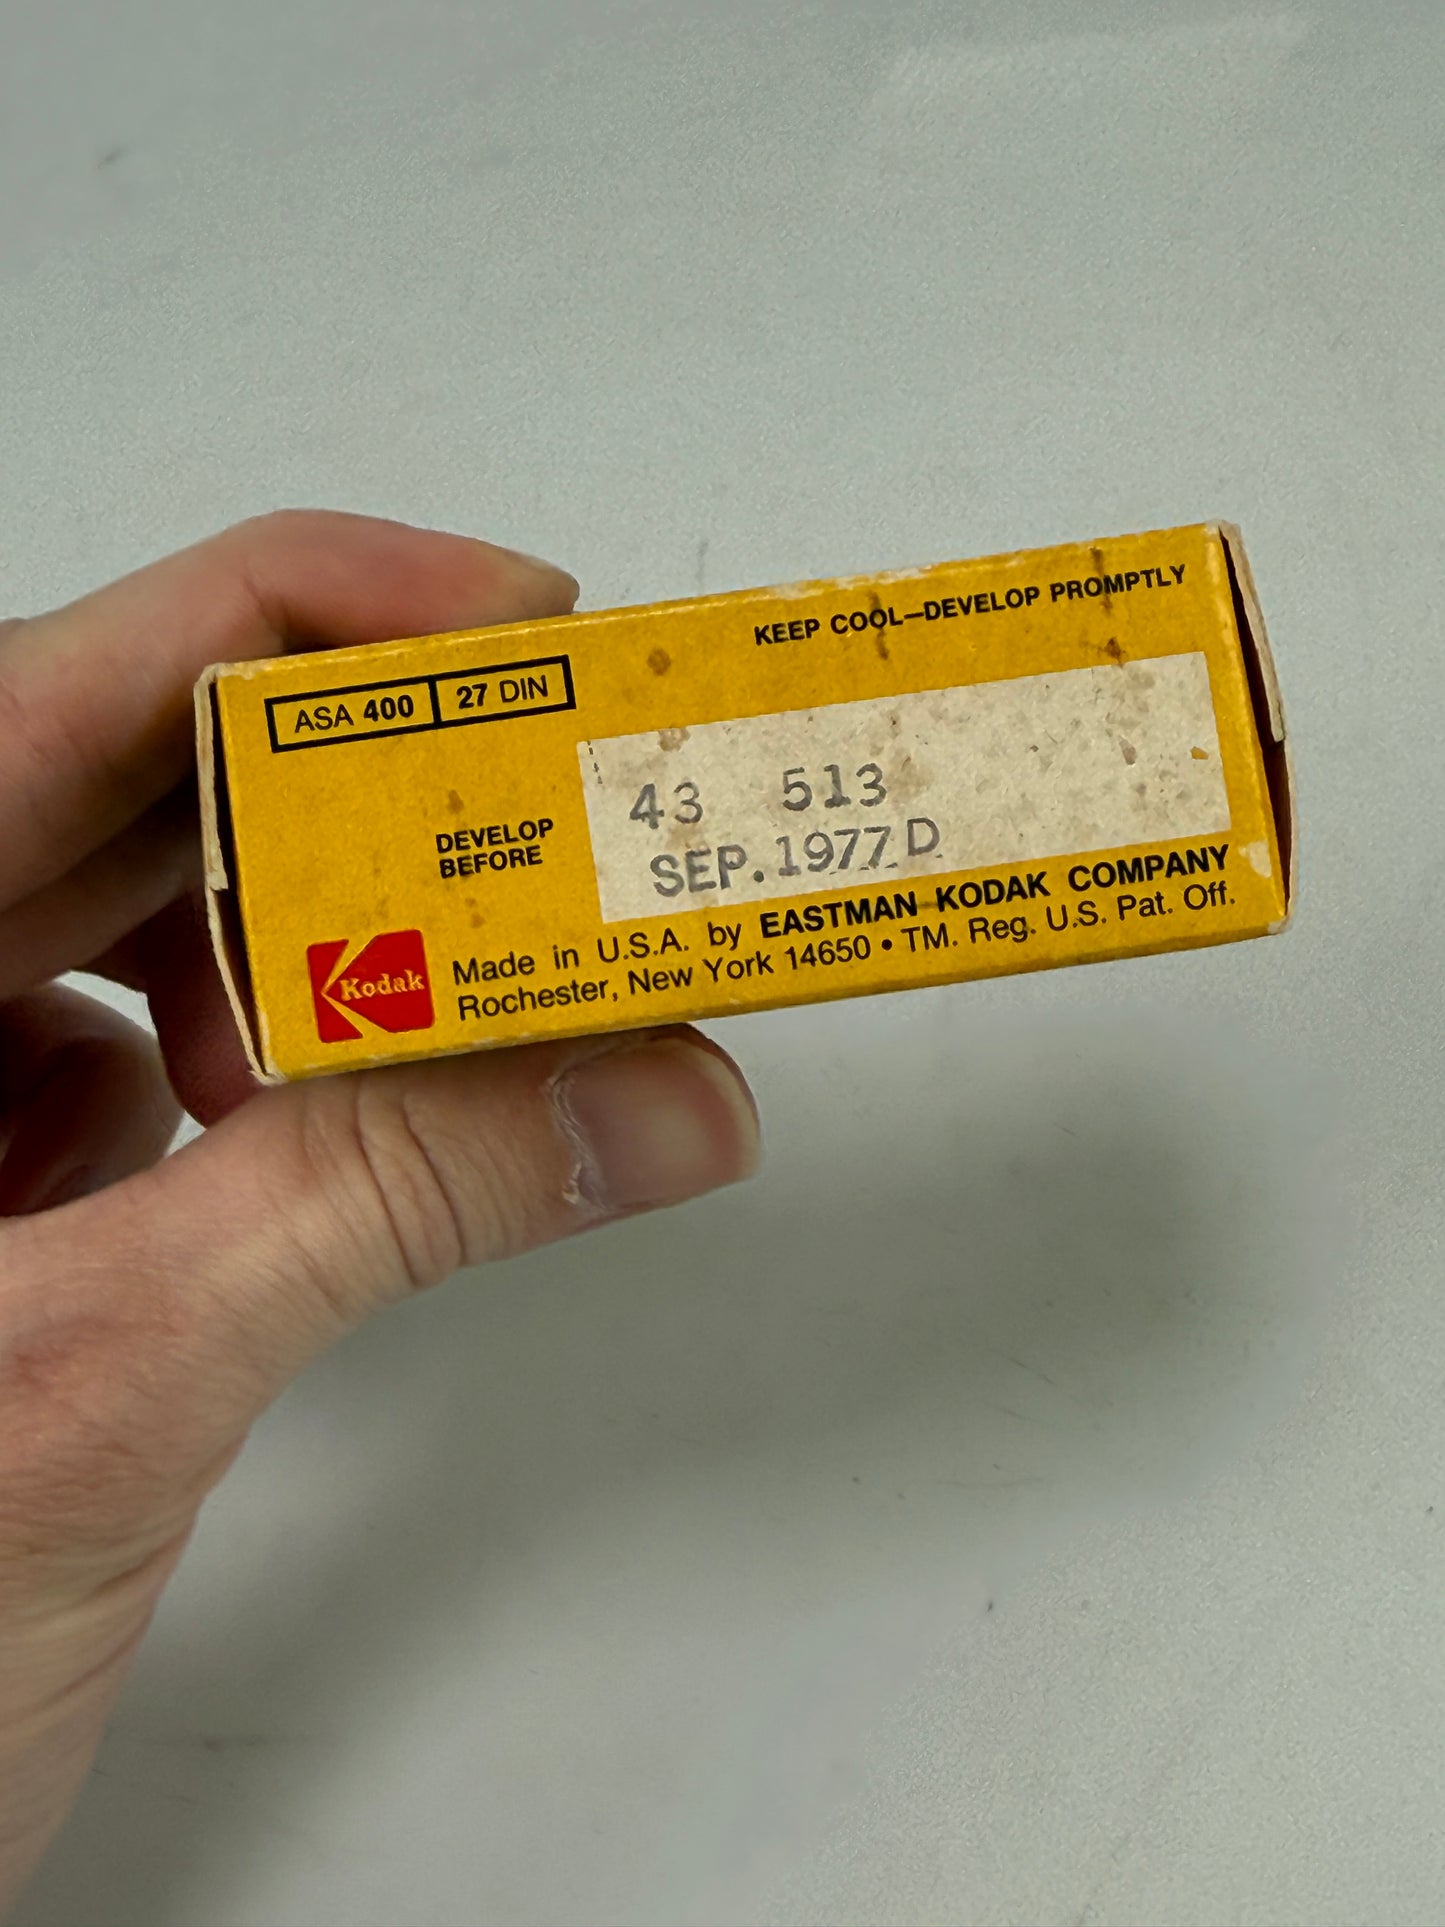 KEEP COOL—DEVELOP PROMPTLY
ASA 400 27 DIN
43 513
DEVELOP
BEFORE
SEP. 1977 D
Kodak
Made in U.S.A. by EASTMAN KODAK COMPANY
Rochester, New York 14650 • TM. Reg. U.S. Pat. Off.